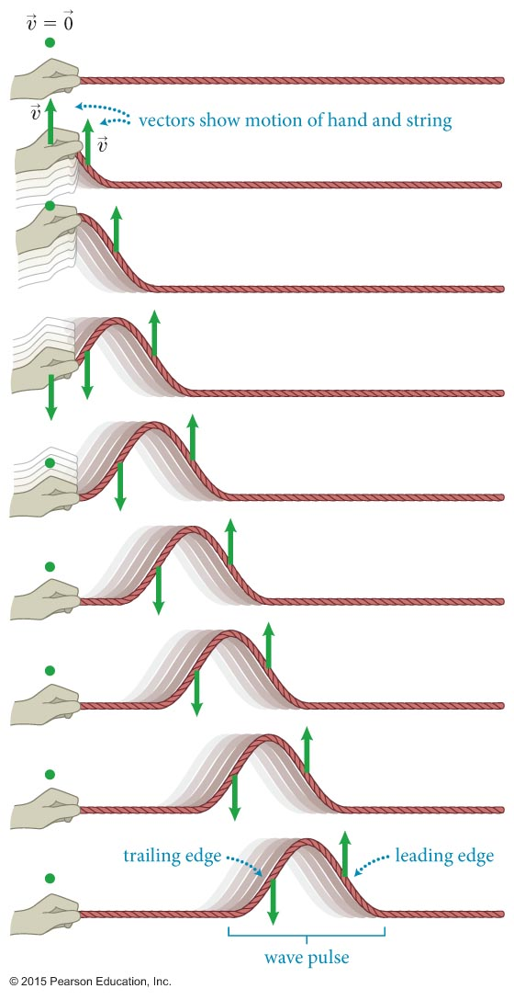 v⃗ = 0⃗
v⃗
vectors show motion of hand and string
v⃗
trailing edge
leading edge
wave pulse
© 2015 Pearson Education, Inc.